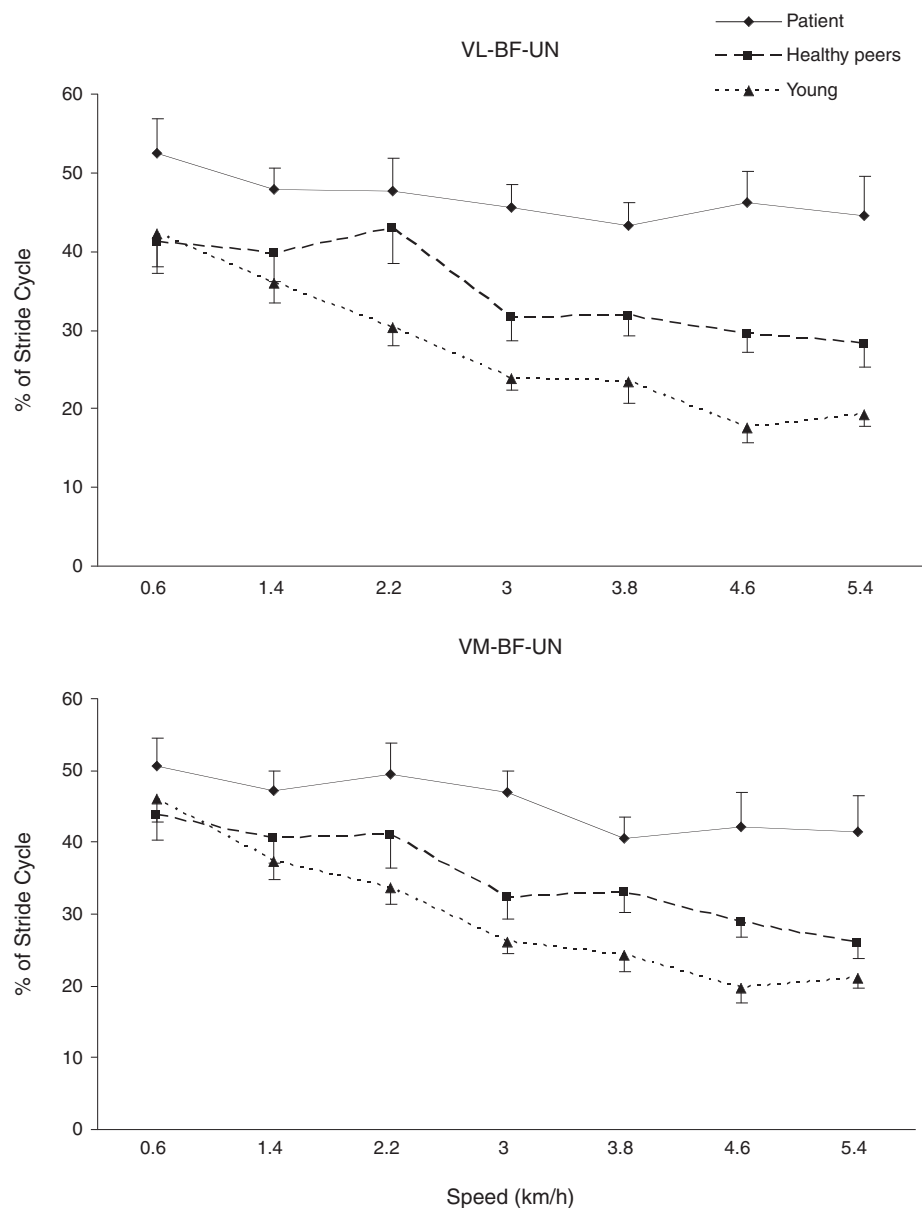 Patient
Healthy peers
Young
VL-BF-UN
60
50
40
30
20
10
0
% of Stride Cycle
0.6 1.4 2.2 3 3.8 4.6 5.4
VM-BF-UN
60
50
40
30
20
10
0
% of Stride Cycle
0.6 1.4 2.2 3 3.8 4.6 5.4
Speed (km/h)